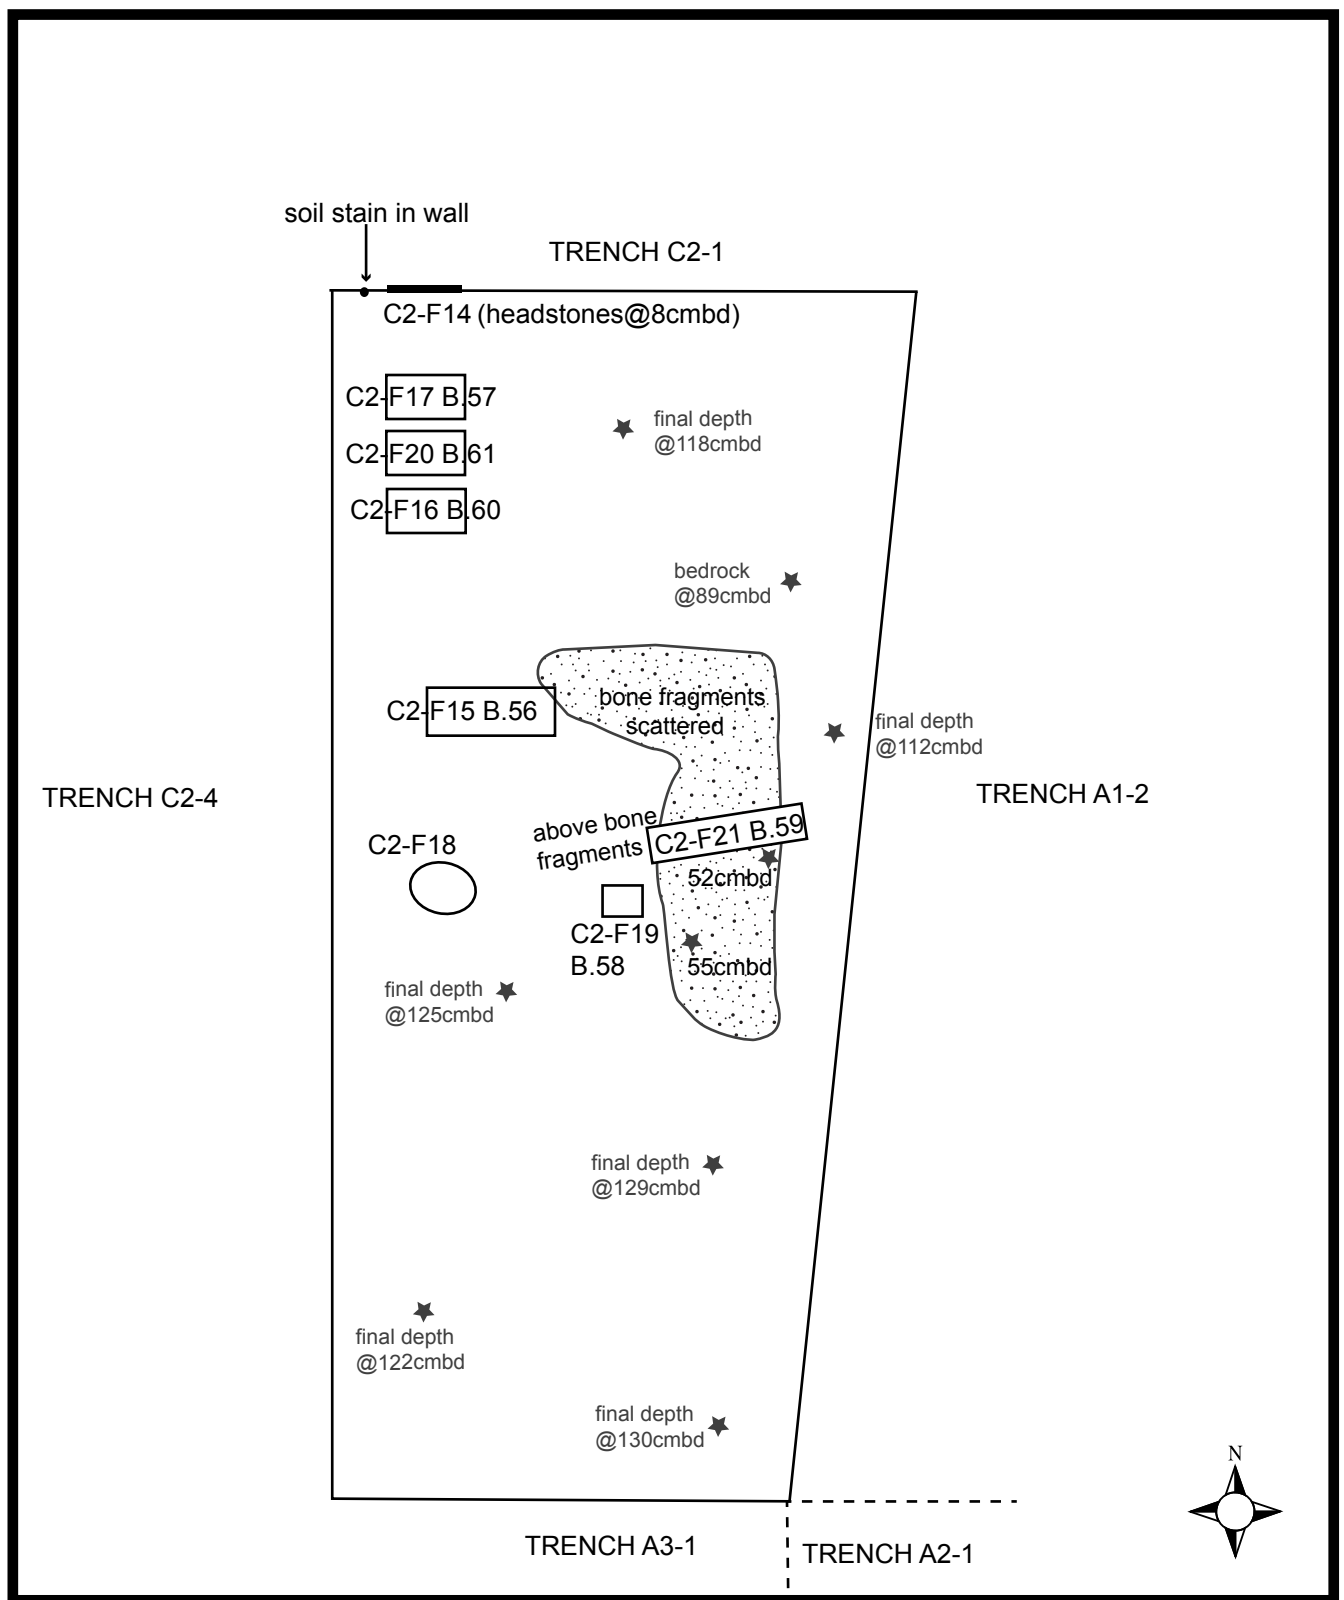 soil stain in wall
TRENCH C2-1
C2-F14 (headstones@8cmbd)
C2-F17 B.57
final depth
@118cmbd
C2-F20 B.61
C2-F16 B.60
bedrock
@89cmbd
bone fragments
scattered
C2-F15 B.56
final depth
@112cmbd
TRENCH C2-4
TRENCH A1-2
above bone
fragments
C2-F21 B.59
C2-F18
52cmbd
C2-F19
B.58
55cmbd
final depth
@125cmbd
final depth
@129cmbd
final depth
@122cmbd
final depth
@130cmbd
N
TRENCH A3-1
TRENCH A2-1